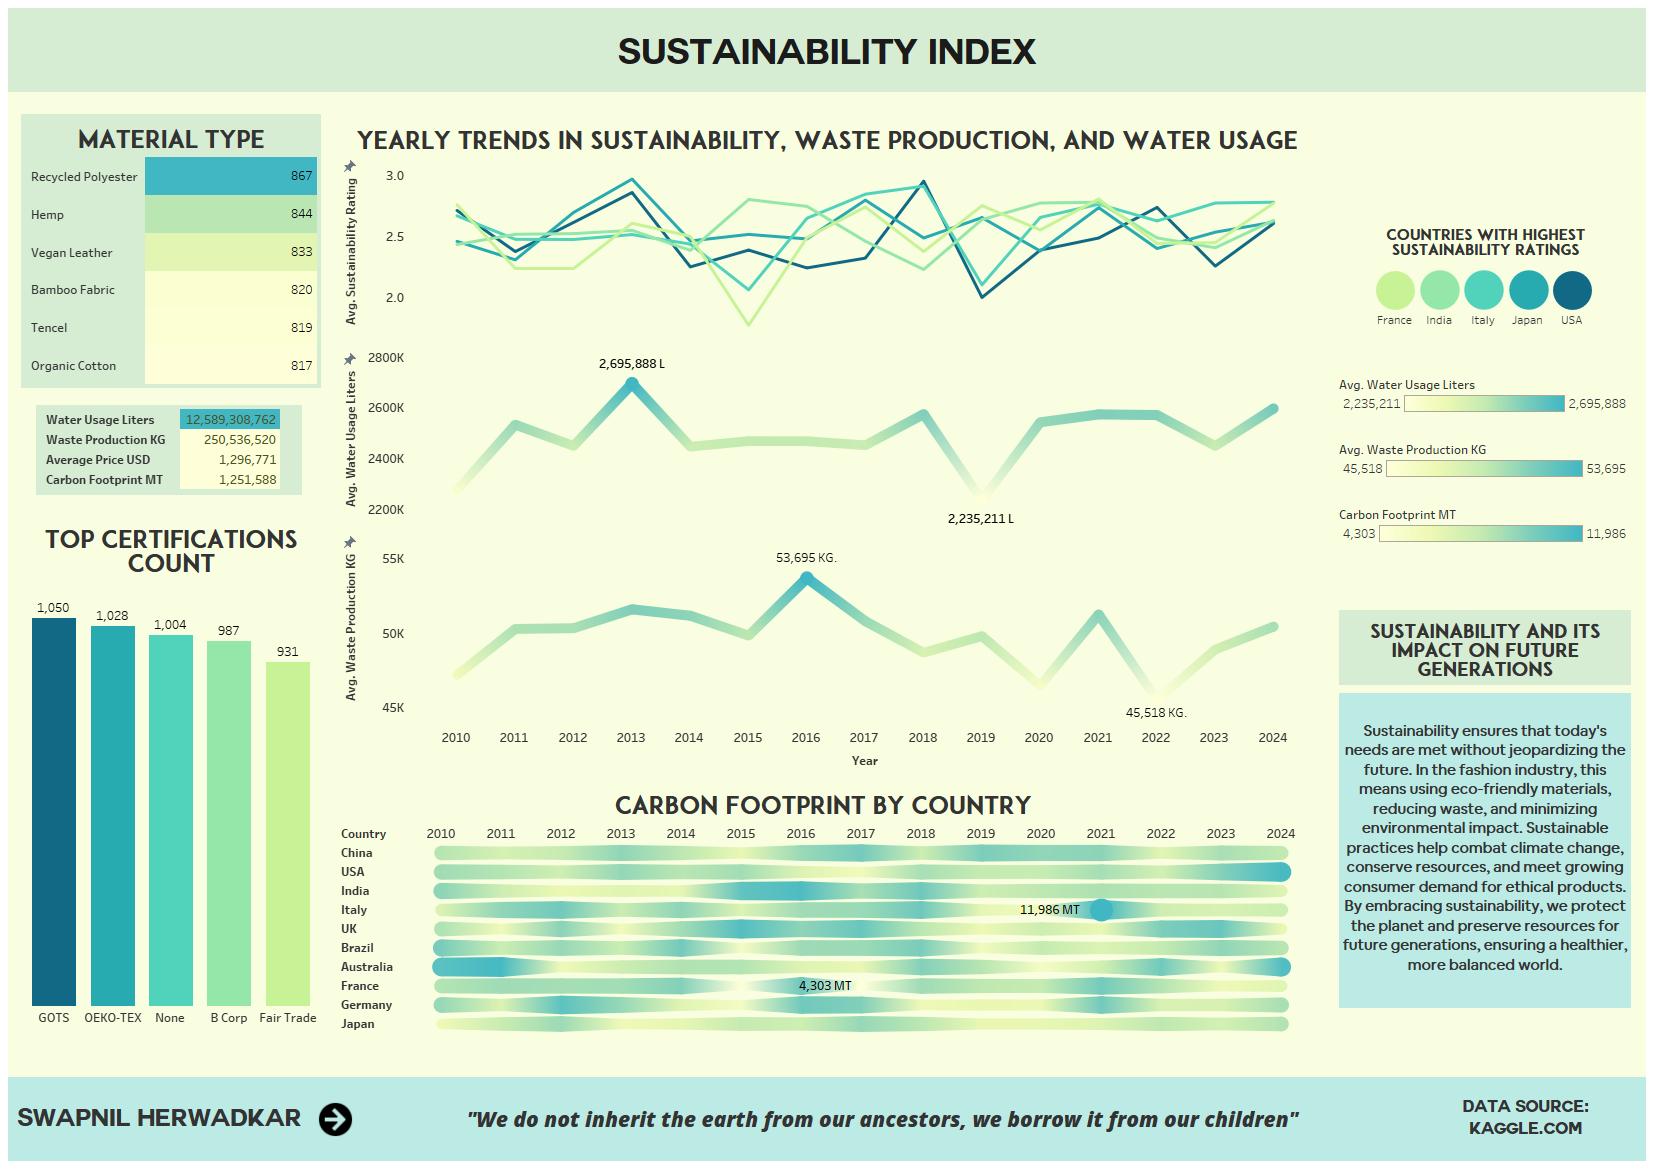 SUSTAINABILITY INDEX
MATERIAL TYPE
Recycled Polyester 867
Hemp 844
Vegan Leather 833
Bamboo Fabric 820
Tencel 819
Organic Cotton 817
Water Usage Liters 12,589,308,762
Waste Production KG 250,536,520
Average Price USD 1,296,771
Carbon Footprint MT 1,251,588
TOP CERTIFICATIONS
COUNT
1,050
1,028
1,004
987
931
GOTS OEKO-TEX None B Corp Fair Trade
YEARLY TRENDS IN SUSTAINABILITY, WASTE PRODUCTION, AND WATER USAGE
Avg. Sustainability Rating
3.0
2.5
2.0
Avg. Water Usage Liters
2800K
2600K
2400K
2200K
2,695,888 L
2,235,211 L
Avg. Waste Production KG
55K
50K
45K
53,695 KG.
45,518 KG.
2010 2011 2012 2013 2014 2015 2016 2017 2018 2019 2020 2021 2022 2023 2024
Year
CARBON FOOTPRINT BY COUNTRY
Country 2010 2011 2012 2013 2014 2015 2016 2017 2018 2019 2020 2021 2022 2023 2024
China
USA
India
Italy 11,986 MT
UK
Brazil
Australia
France 4,303 MT
Germany
Japan
COUNTRIES WITH HIGHEST
SUSTAINABILITY RATINGS
France India Italy Japan USA
Avg. Water Usage Liters
2,235,211 2,695,888
Avg. Waste Production KG
45,518 53,695
Carbon Footprint MT
4,303 11,986
SUSTAINABILITY AND ITS
IMPACT ON FUTURE
GENERATIONS
Sustainability ensures that today's
needs are met without jeopardizing the
future. In the fashion industry, this
means using eco-friendly materials,
reducing waste, and minimizing
environmental impact. Sustainable
practices help combat climate change,
conserve resources, and meet growing
consumer demand for ethical products.
By embracing sustainability, we protect
the planet and preserve resources for
future generations, ensuring a healthier,
more balanced world.
SWAPNIL HERWADKAR
"We do not inherit the earth from our ancestors, we borrow it from our children"
DATA SOURCE:
KAGGLE.COM